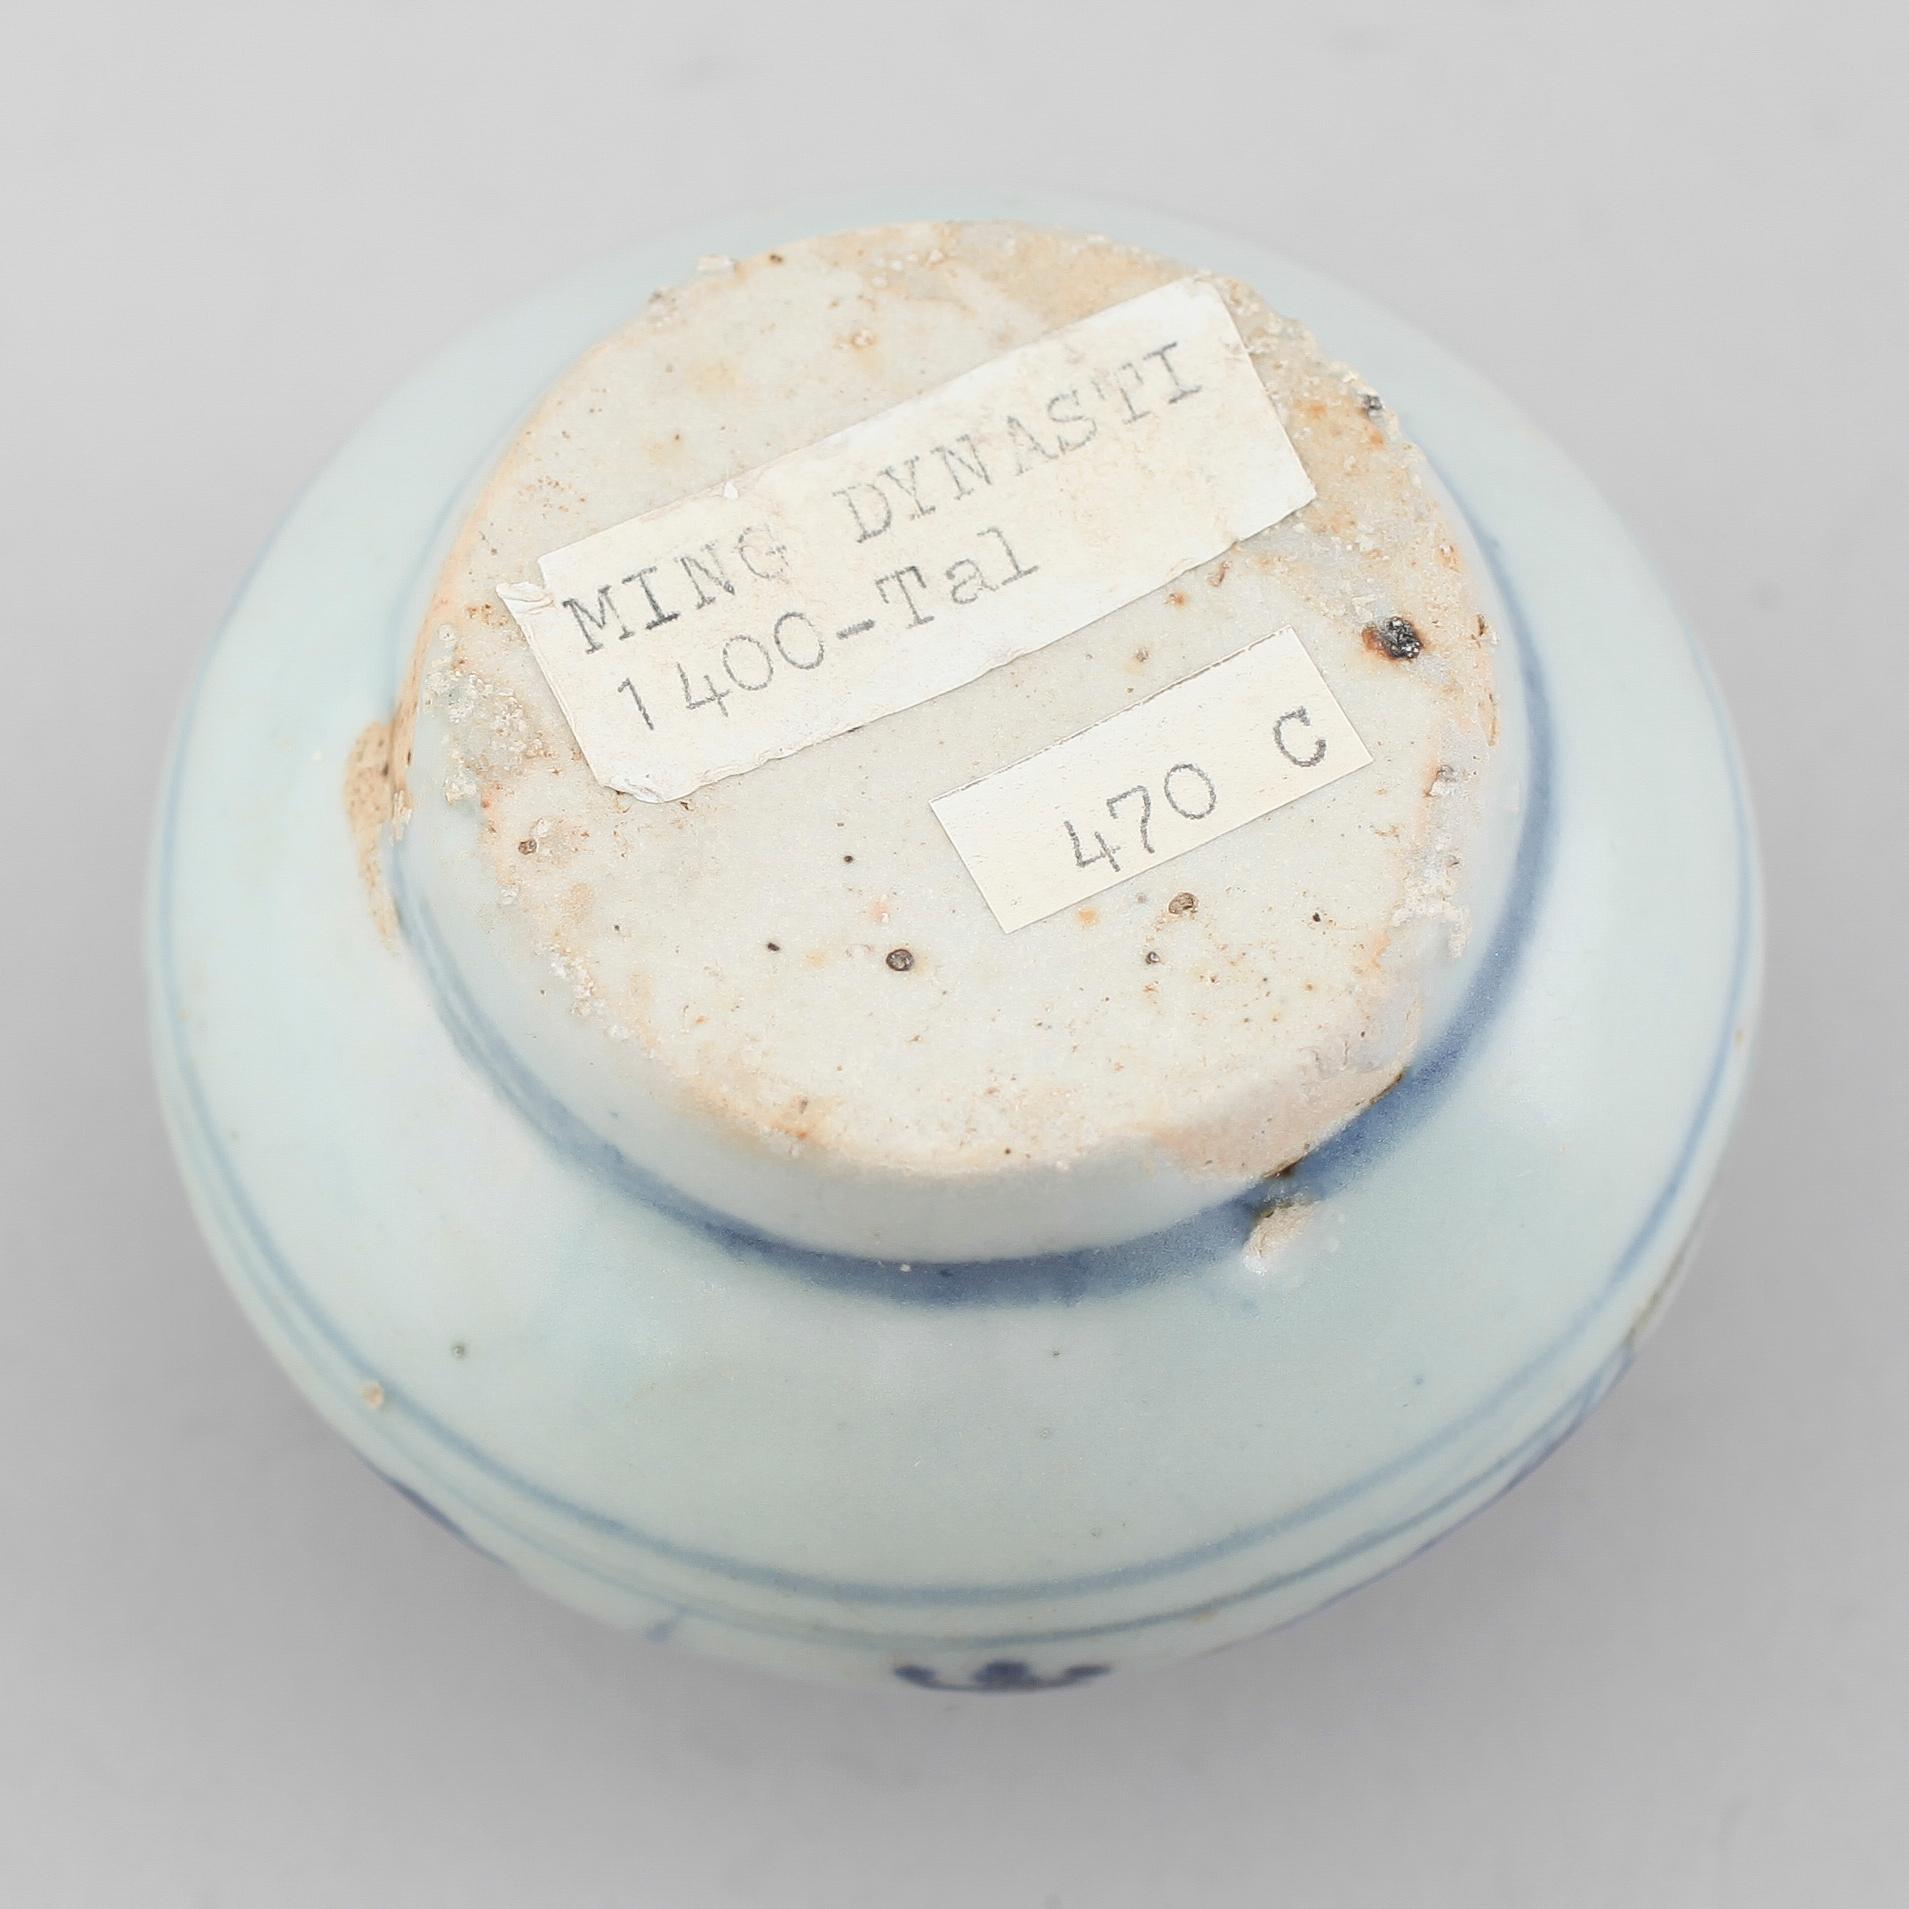 MING DYNASTI
1400-Tal
470 C